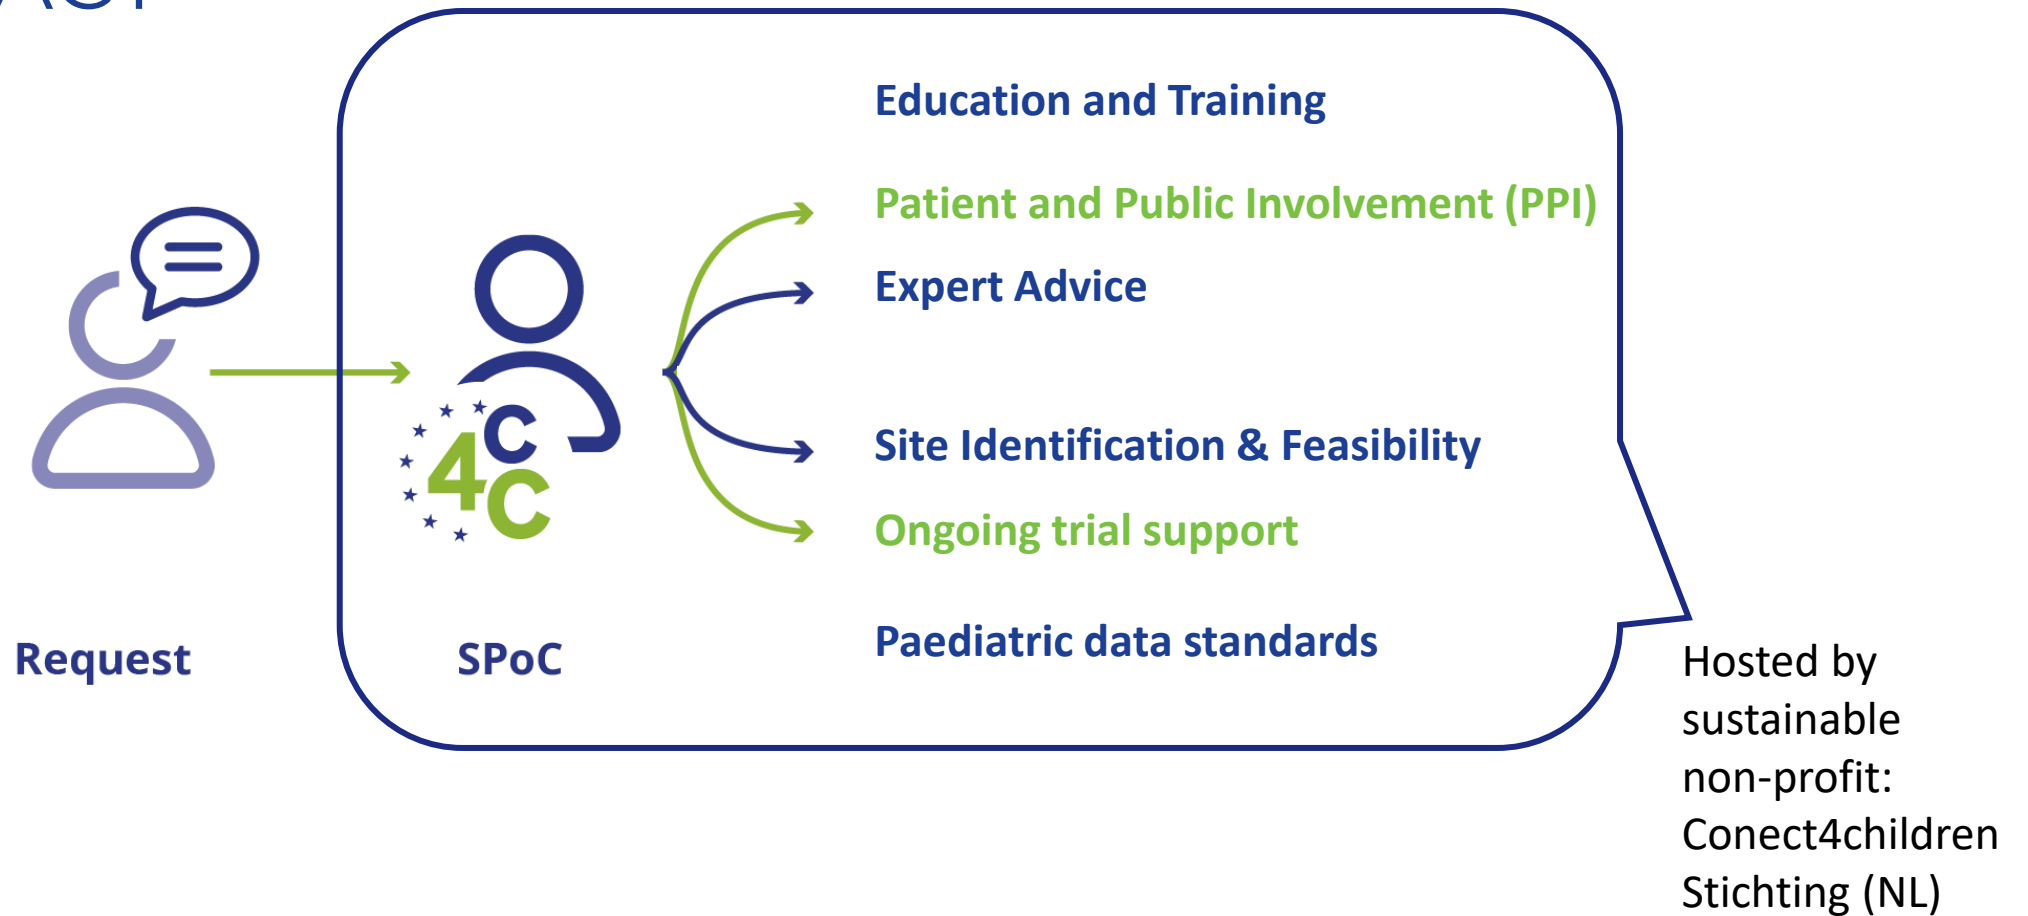 Education and Training
Patient and Public Involvement (PPI)
Expert Advice
C
4C
Site Identification & Feasibility
Ongoing trial support
Paediatric data standards
Request
SPoC
Hosted by
sustainable
non-profit:
Conect4children
Stichting (NL)